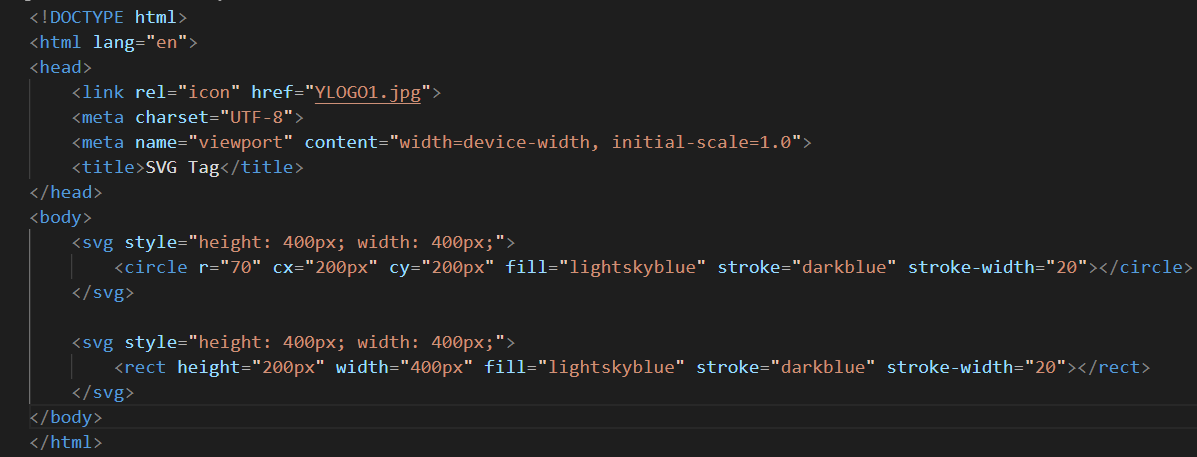 <!DOCTYPE html>
<html lang="en">
<head>
    <link rel="icon" href="YLOGO1.jpg">
    <meta charset="UTF-8">
    <meta name="viewport" content="width=device-width, initial-scale=1.0">
    <title>SVG Tag</title>
</head>
<body>
    <svg style="height: 400px; width: 400px;">
        <circle r="70" cx="200px" cy="200px" fill="lightskyblue" stroke="darkblue" stroke-width="20"></circle>
    </svg>

    <svg style="height: 400px; width: 400px;">
        <rect height="200px" width="400px" fill="lightskyblue" stroke="darkblue" stroke-width="20"></rect>
    </svg>
</body>
</html>